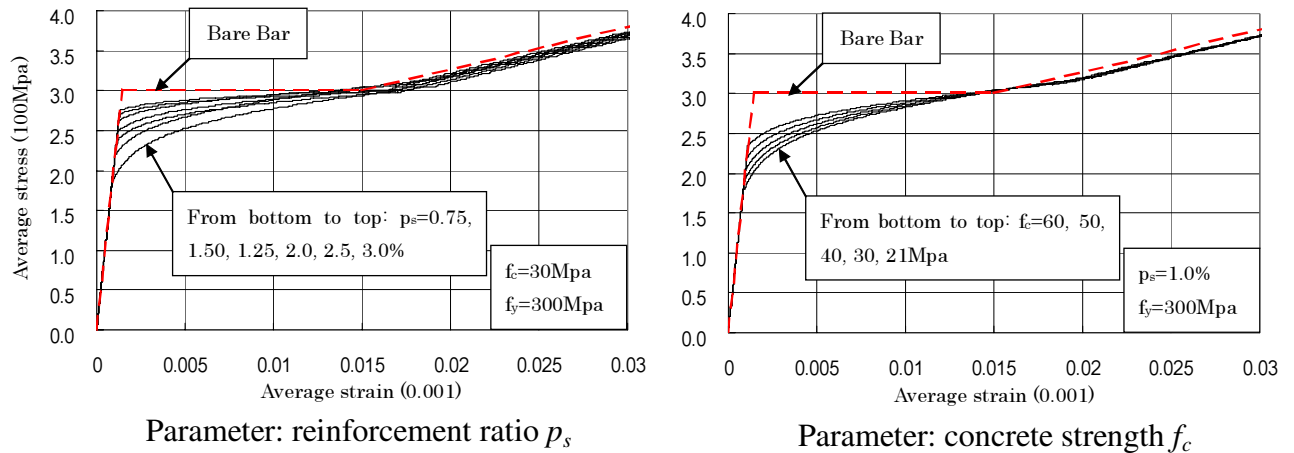 Average stress (100Mpa)
4.0
3.5
3.0
2.5
2.0
1.5
1.0
0.5
0.0
Bare Bar
From bottom to top: ps=0.75,
1.50, 1.25, 2.0, 2.5, 3.0%
fc=30Mpa
fy=300Mpa
0 0.005 0.01 0.015 0.02 0.025 0.03
Average strain (0.001)
Parameter: reinforcement ratio ps
4.0
3.5
3.0
2.5
2.0
1.5
1.0
0.5
0.0
Bare Bar
From bottom to top: fc=60, 50,
40, 30, 21Mpa
ps=1.0%
fy=300Mpa
0 0.005 0.01 0.015 0.02 0.025 0.03
Average strain (0.001)
Parameter: concrete strength fc